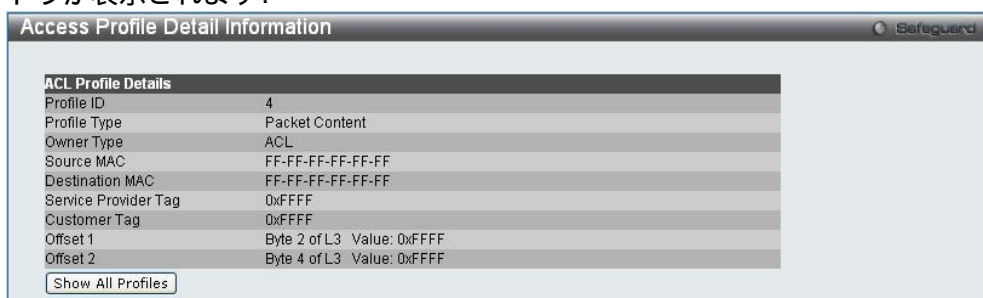 Access Profile Detail Information
Safeguard
ACL Profile Details
Profile ID 4
Profile Type Packet Content
Owner Type ACL
Source MAC FF-FF-FF-FF-FF-FF
Destination MAC FF-FF-FF-FF-FF-FF
Service Provider Tag 0xFFFF
Customer Tag 0xFFFF
Offset 1 Byte 2 of L3 Value: 0xFFFF
Offset 2 Byte 4 of L3 Value: 0xFFFF
Show All Profiles